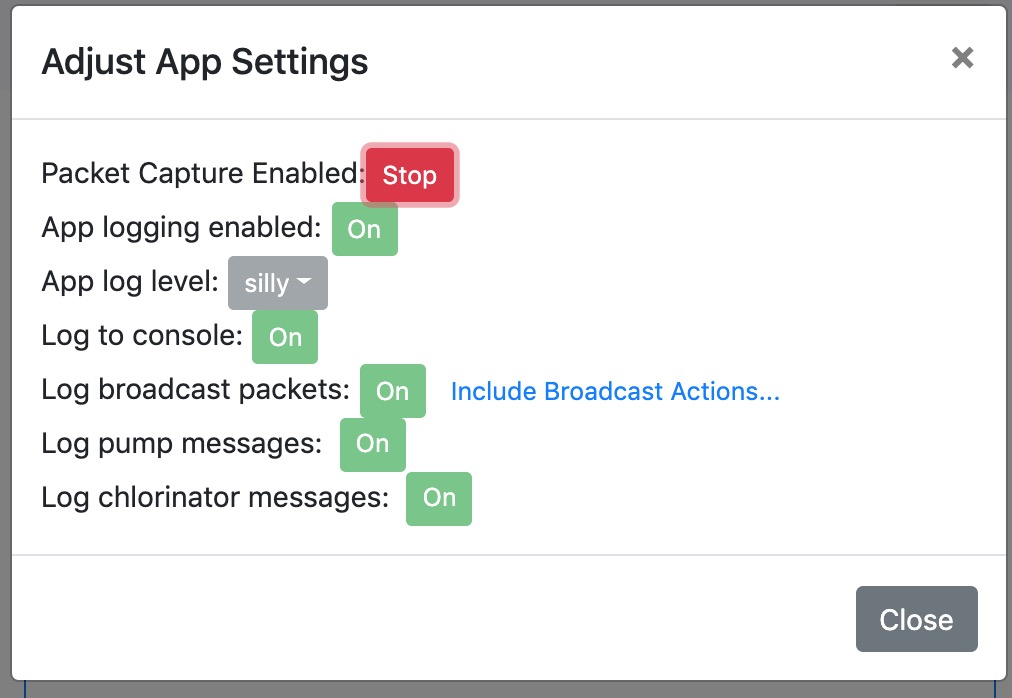 Adjust App Settings ×
Packet Capture Enabled: Stop
App logging enabled: On
App log level: silly
Log to console: On
Log broadcast packets: On Include Broadcast Actions...
Log pump messages: On
Log chlorinator messages: On
Close